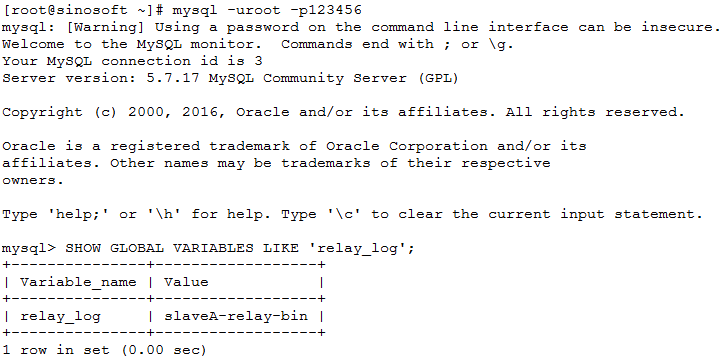 [root@sinosoft ~]# mysql -uroot -p123456
mysql: [Warning] Using a password on the command line interface can be insecure.
Welcome to the MySQL monitor.  Commands end with ; or \g.
Your MySQL connection id is 3
Server version: 5.7.17 MySQL Community Server (GPL)

Copyright (c) 2000, 2016, Oracle and/or its affiliates. All rights reserved.

Oracle is a registered trademark of Oracle Corporation and/or its
affiliates. Other names may be trademarks of their respective
owners.

Type 'help;' or '\h' for help. Type '\c' to clear the current input statement.

mysql> SHOW GLOBAL VARIABLES LIKE 'relay_log';
+---------------+------------------+
| Variable_name | Value            |
+---------------+------------------+
| relay_log     | slaveA-relay-bin |
+---------------+------------------+
1 row in set (0.00 sec)